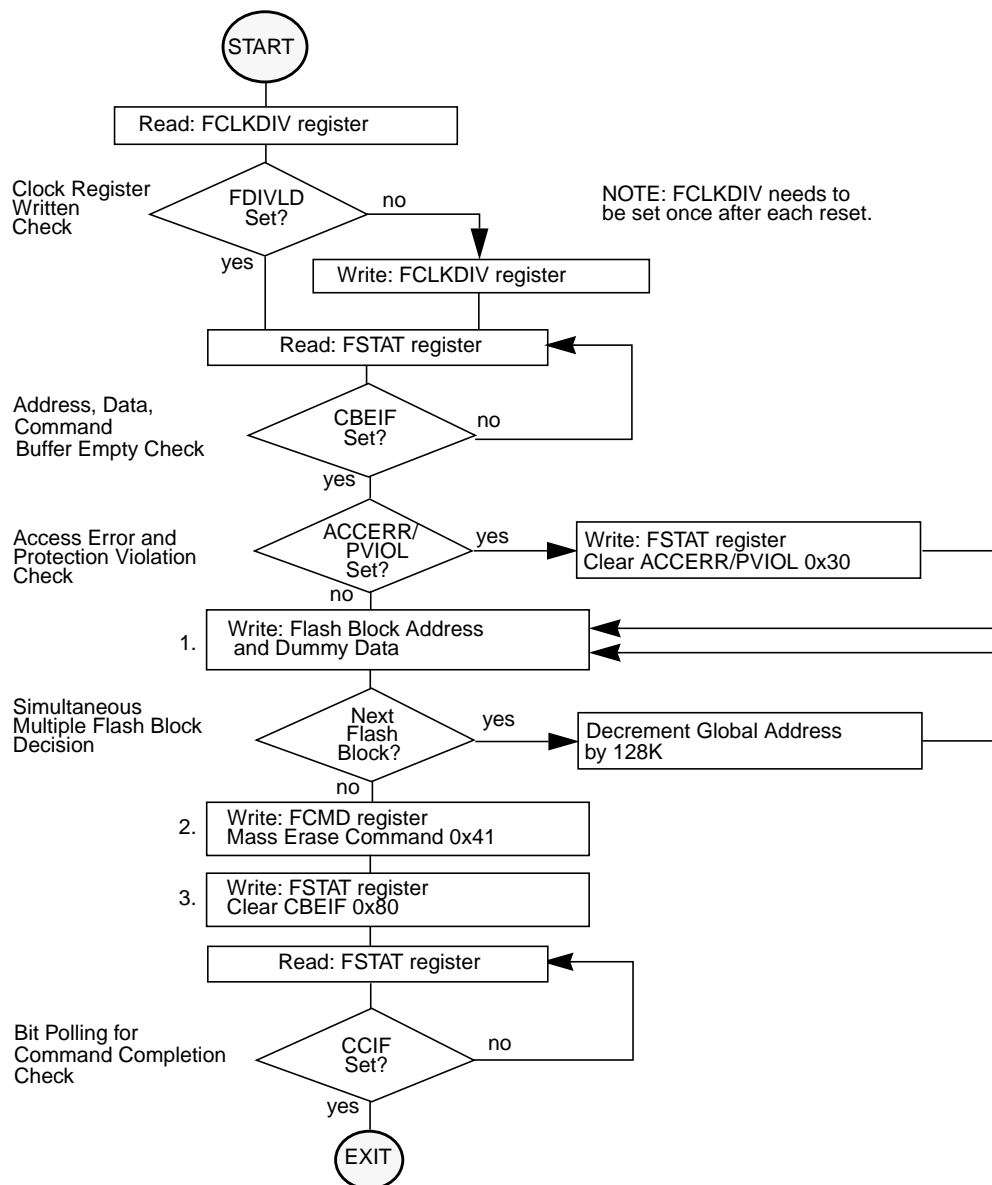 START
Read: FCLKDIV register
Clock Register
Written
Check
FDIVLD
Set?
no
yes
NOTE: FCLKDIV needs to
be set once after each reset.
Write: FCLKDIV register
Read: FSTAT register
Address, Data,
Command
Buffer Empty Check
CBEIF
Set?
no
yes
Access Error and
Protection Violation
Check
ACCERR/
PVIOL
Set?
yes
no
Write: FSTAT register
Clear ACCERR/PVIOL 0x30
1.
Write: Flash Block Address
and Dummy Data
Simultaneous
Multiple Flash Block
Decision
Next
Flash
Block?
yes
no
Decrement Global Address
by 128K
2.
Write: FCMD register
Mass Erase Command 0x41
3.
Write: FSTAT register
Clear CBEIF 0x80
Read: FSTAT register
Bit Polling for
Command Completion
Check
CCIF
Set?
no
yes
EXIT